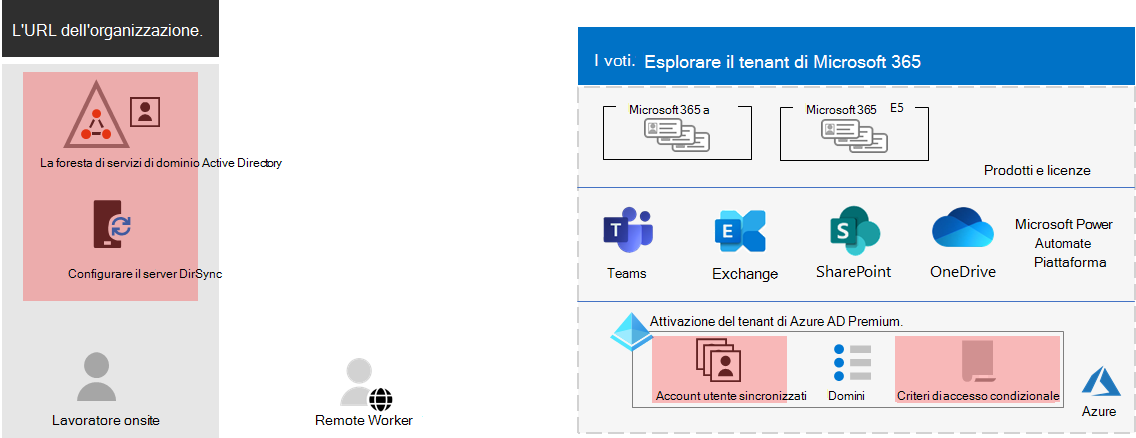 L'URL dell'organizzazione.
La foresta di servizi di dominio Active Directory
Configurare il server DirSync
Lavoratore onsite
Remote Worker
I voti. Esplorare il tenant di Microsoft 365
Microsoft 365 a
Microsoft 365 E5
Prodotti e licenze
T
Teams
E
Exchange
S
SharePoint
OneDrive
Microsoft Power
Automate
Piattaforma
Attivazione del tenant di Azure AD Premium.
Account utente sincronizzati
Domini
Criteri di accesso condizionale
Azure